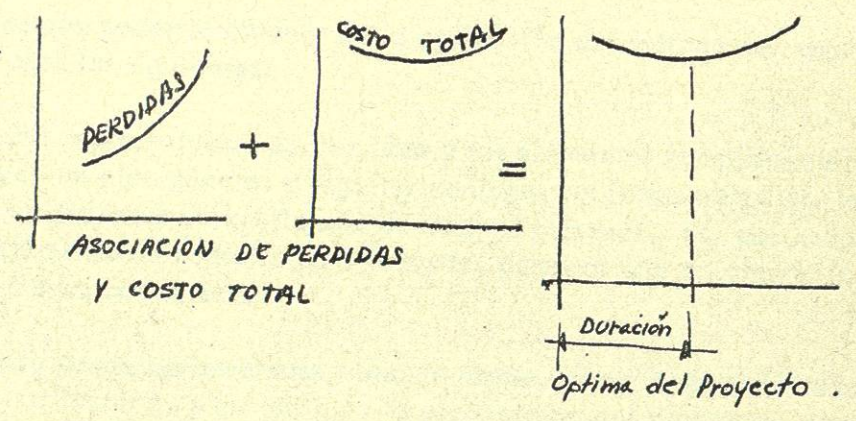 PERDIDAS
+
COSTO TOTAL
=
ASOCIACION DE PERDIDAS
Y COSTO TOTAL
Duración
Optima del Proyecto .